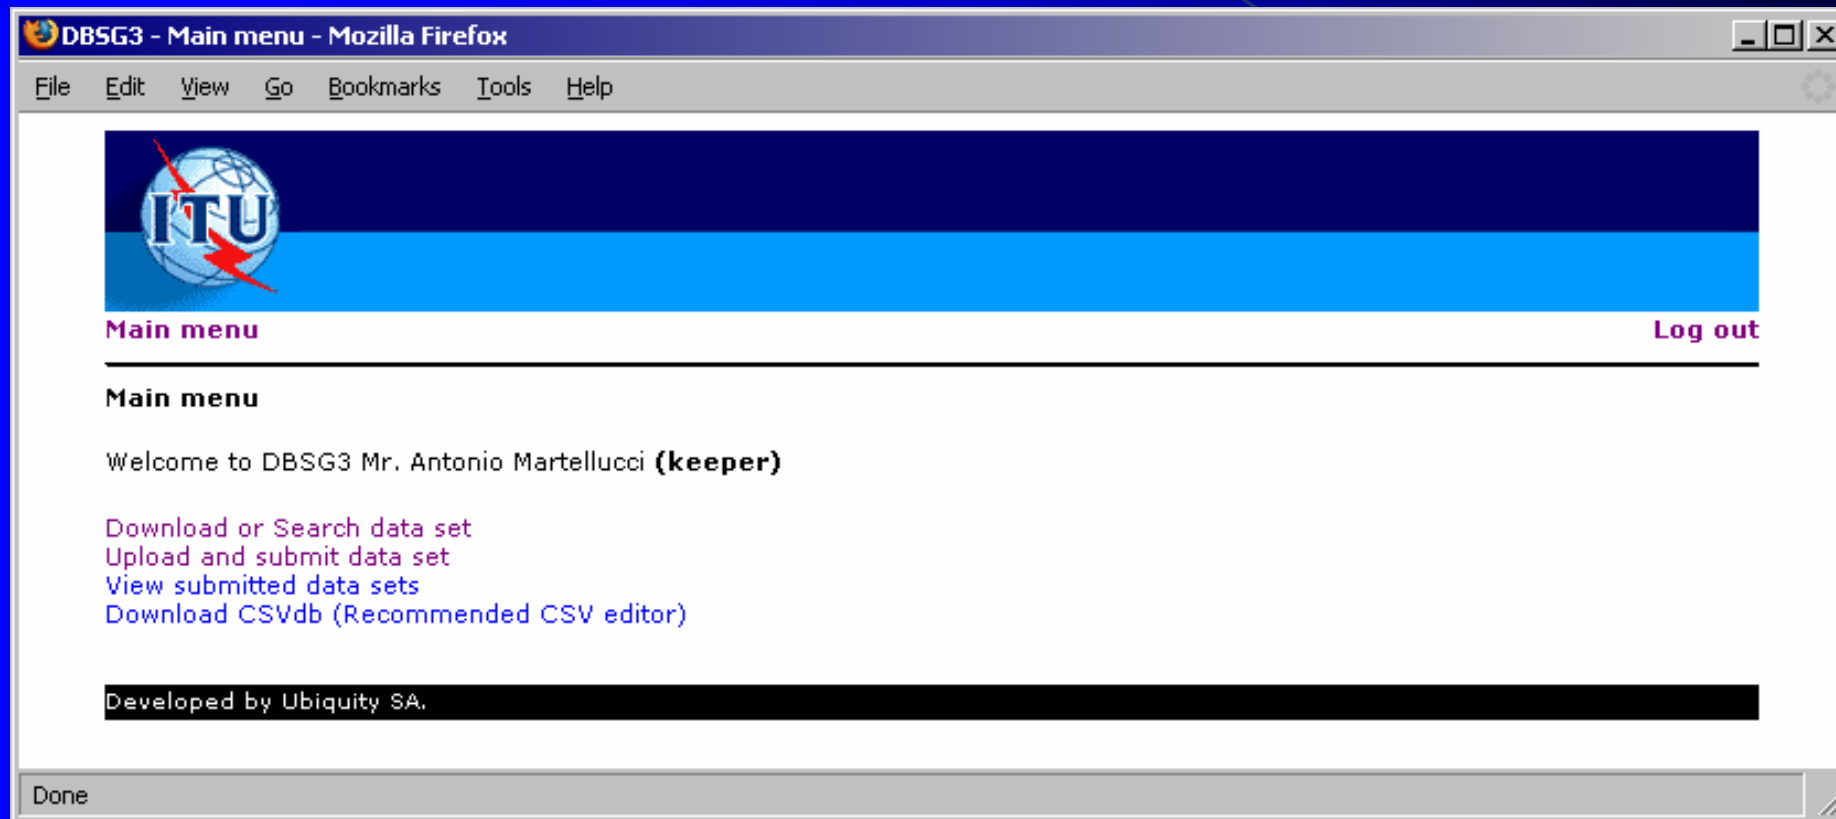 DBSG3 - Main menu - Mozilla Firefox
File Edit View Go Bookmarks Tools Help
ITU
Main menu Log out
Main menu
Welcome to DBSG3 Mr. Antonio Martellucci (keeper)
Download or Search data set
Upload and submit data set
View submitted data sets
Download CSVdb (Recommended CSV editor)
Developed by Ubiquity SA.
Done